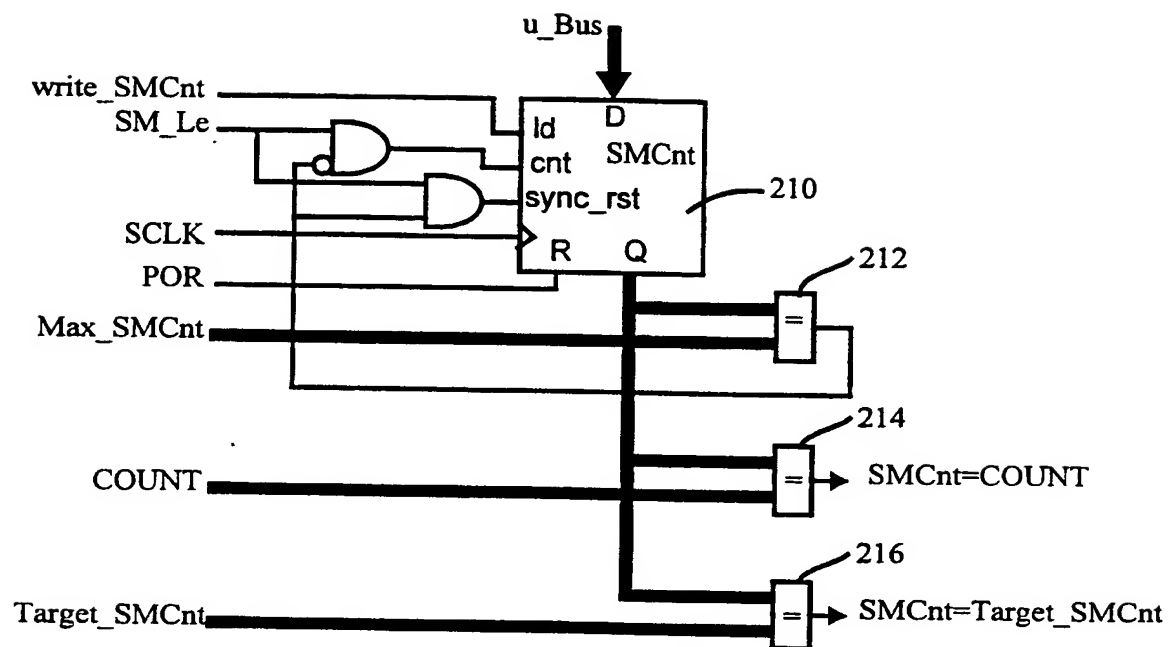 u_Bus
write_SMCnt
SM_Le
ld
D
cnt
SMCnt
sync_rst
210
SCLK
R
Q
POR
212
Max_SMCnt
=
214
COUNT
=
SMCnt=COUNT
216
Target_SMCnt
=
SMCnt=Target_SMCnt